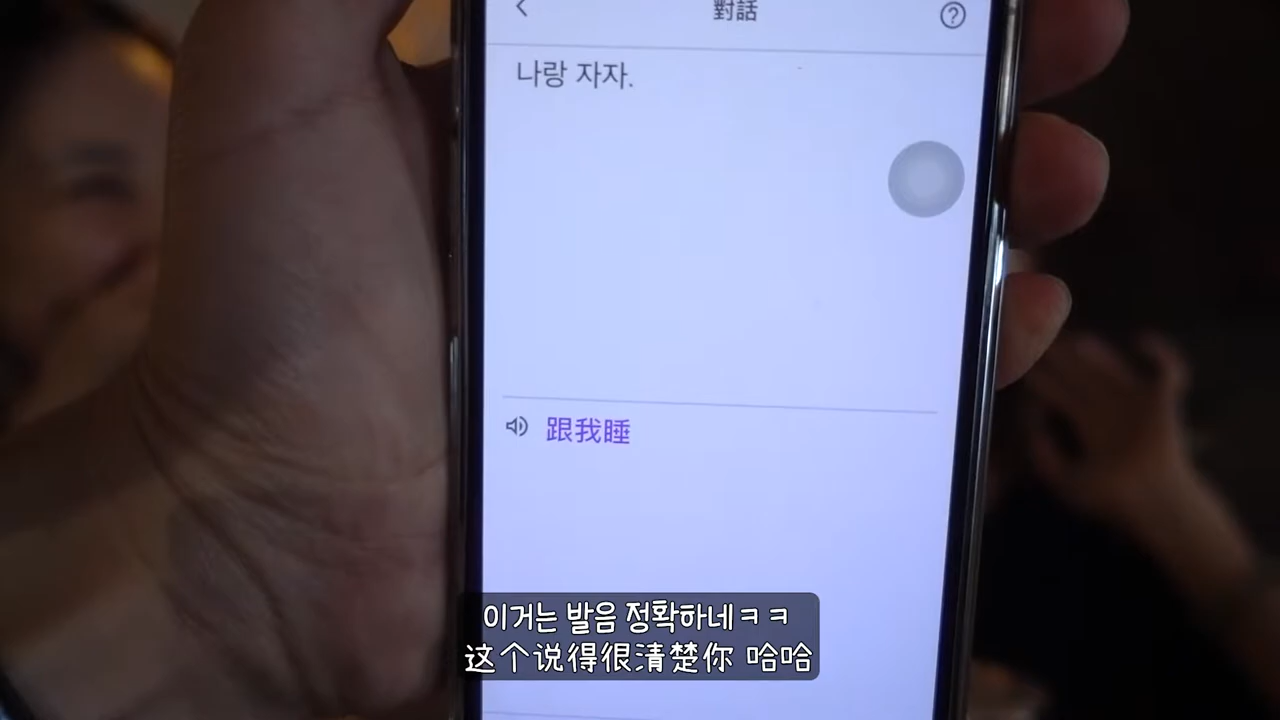 對話
나랑 자자.
跟我睡
이거는 발음 정확하네ㅋㅋ
这个说得很清楚你 哈哈